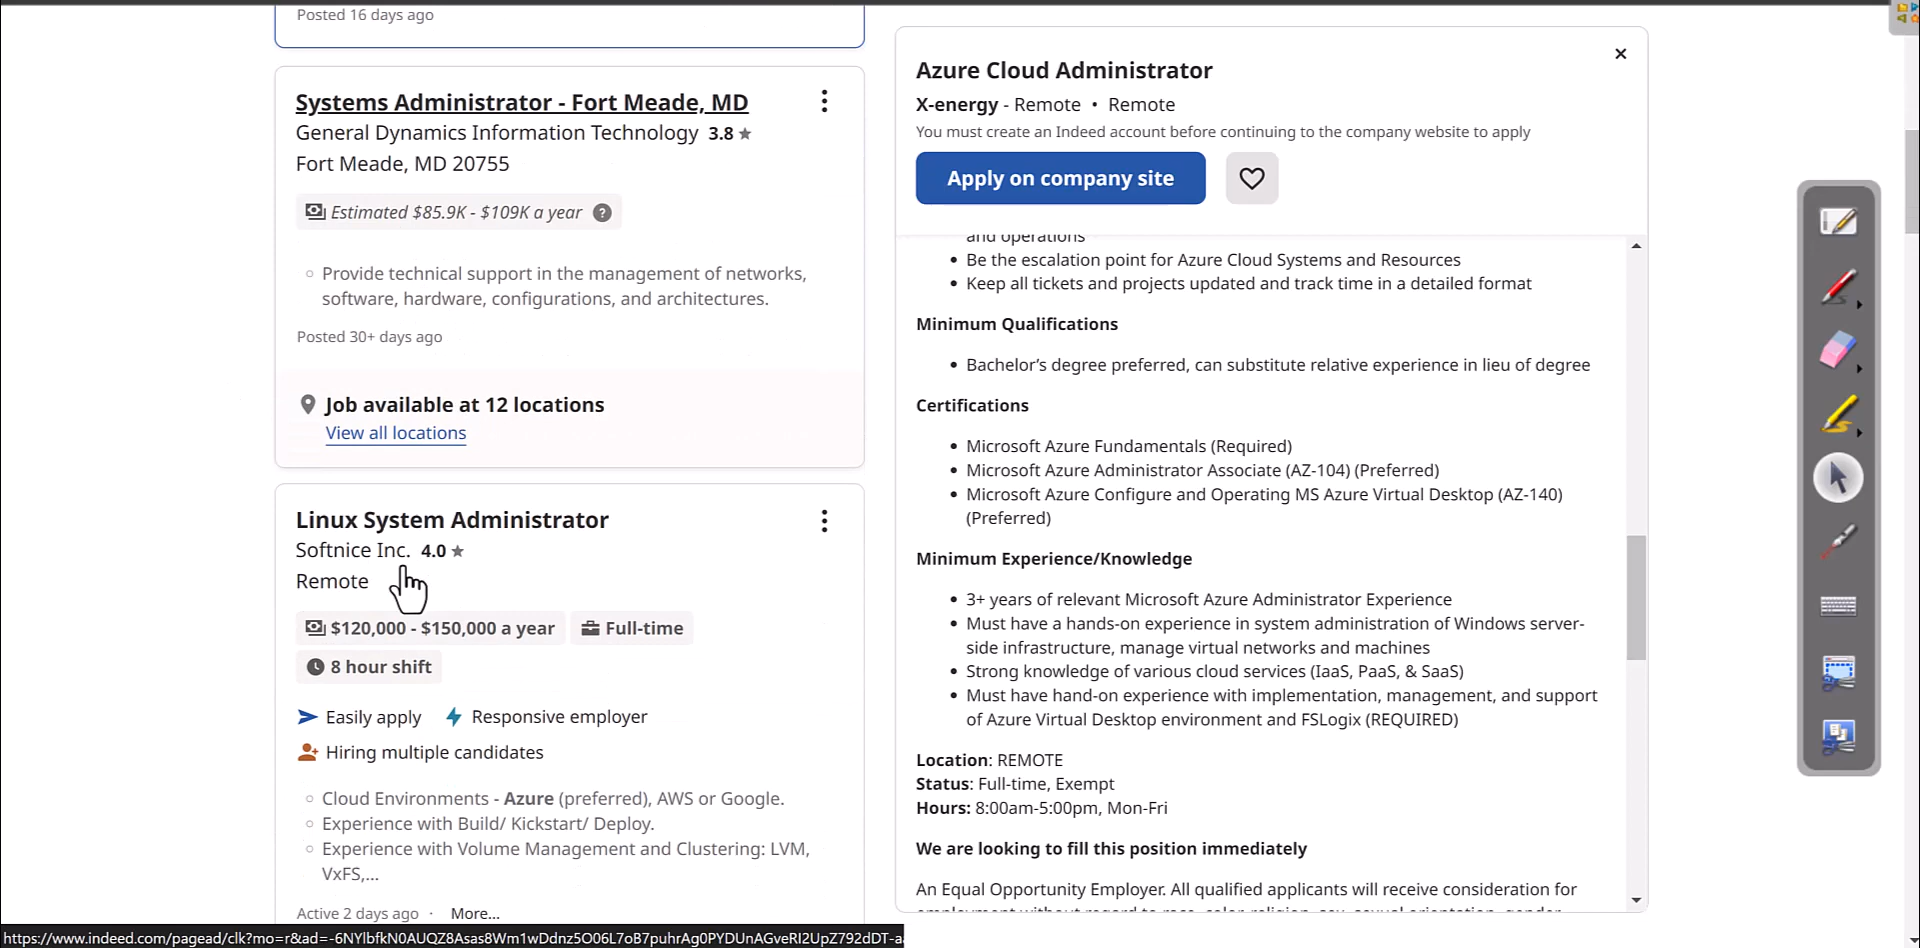 Posted 16 days ago
Systems Administrator - Fort Meade, MD
General Dynamics Information Technology 3.8
Fort Meade, MD 20755
Estimated $85.9K - $109K a year ?
Provide technical support in the management of networks,
software, hardware, configurations, and architectures.
Posted 30+ days ago
Job available at 12 locations
View all locations
Linux System Administrator
Softnice Inc. 4.0
Remote
$120,000 - $150,000 a year Full-time
8 hour shift
Easily apply Responsive employer
Hiring multiple candidates
Cloud Environments - Azure (preferred), AWS or Google.
Experience with Build/ Kickstart/ Deploy.
Experience with Volume Management and Clustering: LVM,
VxFS,...
Active 2 days ago · More...
Azure Cloud Administrator
X-energy - Remote • Remote
You must create an Indeed account before continuing to the company website to apply
Apply on company site
and operations
Be the escalation point for Azure Cloud Systems and Resources
Keep all tickets and projects updated and track time in a detailed format
Minimum Qualifications
Bachelor's degree preferred, can substitute relative experience in lieu of degree
Certifications
Microsoft Azure Fundamentals (Required)
Microsoft Azure Administrator Associate (AZ-104) (Preferred)
Microsoft Azure Configure and Operating MS Azure Virtual Desktop (AZ-140)
(Preferred)
Minimum Experience/Knowledge
3+ years of relevant Microsoft Azure Administrator Experience
Must have a hands-on experience in system administration of Windows server-
side infrastructure, manage virtual networks and machines
Strong knowledge of various cloud services (IaaS, PaaS, & SaaS)
Must have hand-on experience with implementation, management, and support
of Azure Virtual Desktop environment and FSLogix (REQUIRED)
Location: REMOTE
Status: Full-time, Exempt
Hours: 8:00am-5:00pm, Mon-Fri
We are looking to fill this position immediately
An Equal Opportunity Employer. All qualified applicants will receive consideration for